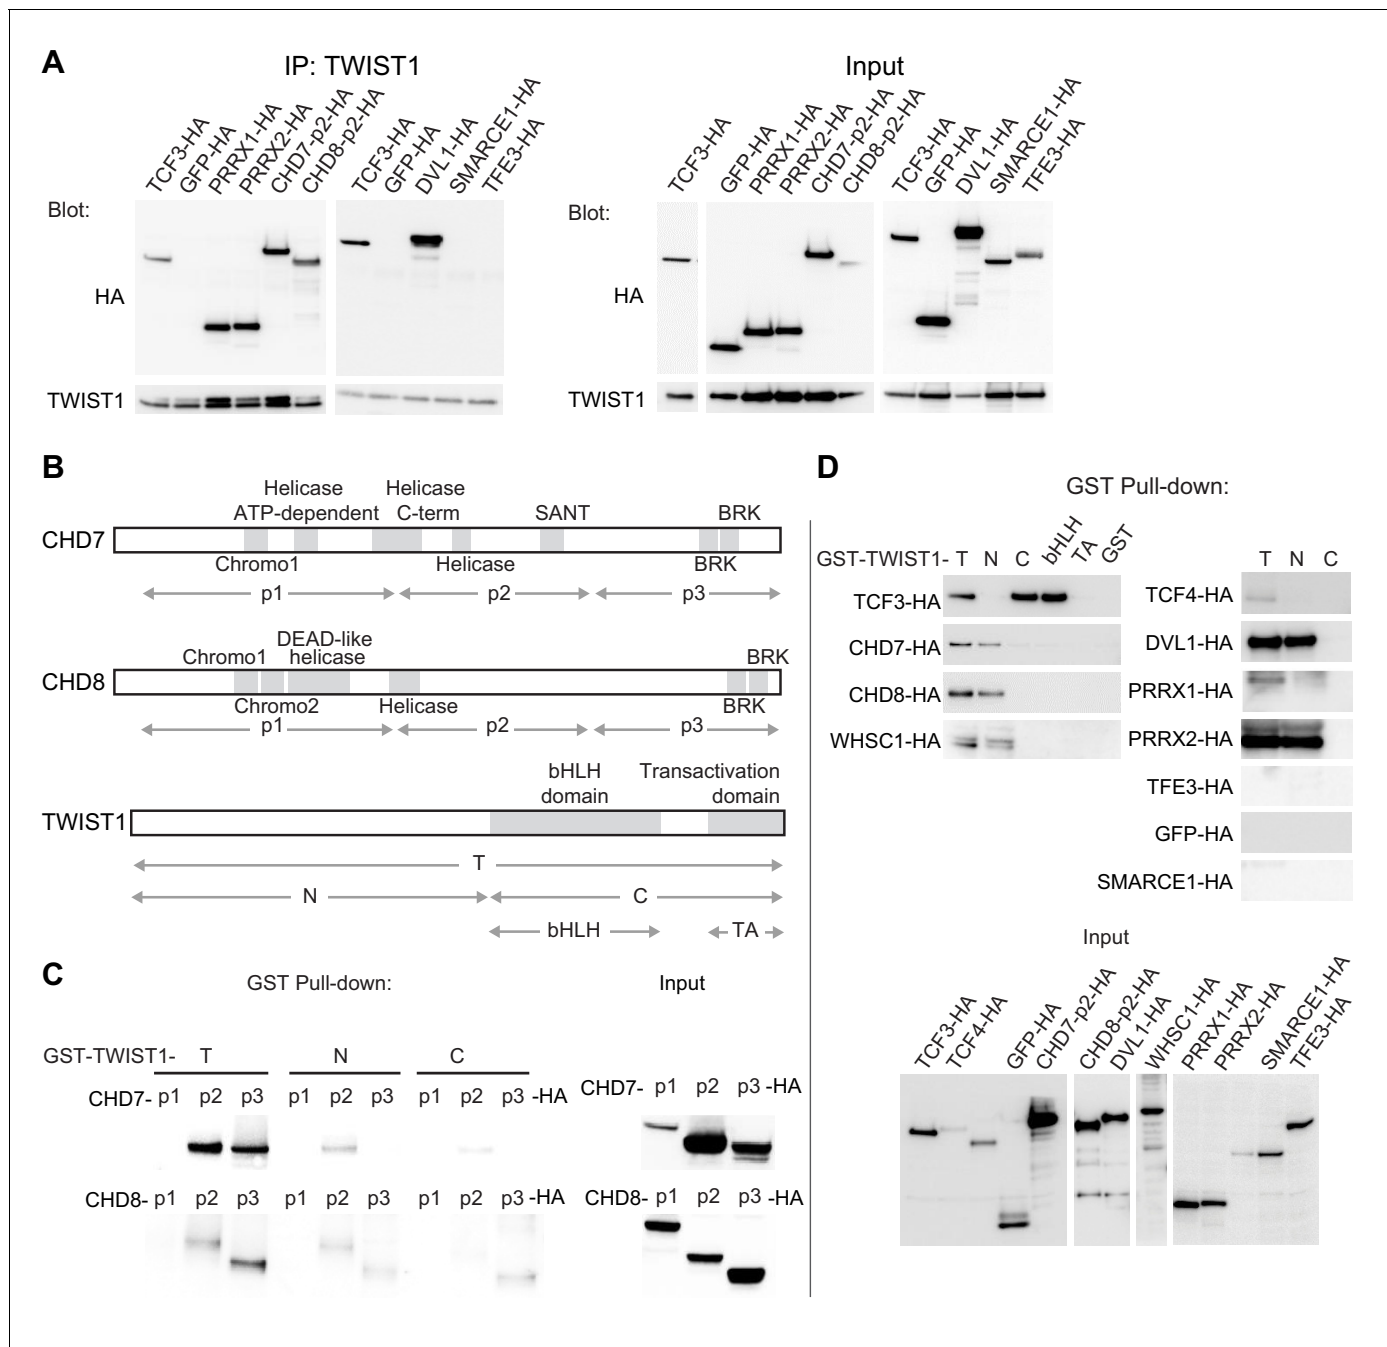 A
IP: TWIST1
Input
TCF3-HA
GFP-HA
PRRX1-HA
PRRX2-HA
CHD7-p2-HA
CHD8-p2-HA
TCF3-HA
GFP-HA
DVL1-HA
SMARCE1-HA
TFE3-HA
TCF3-HA
GFP-HA
PRRX1-HA
PRRX2-HA
CHD7-p2-HA
CHD8-p2-HA
TCF3-HA
GFP-HA
DVL1-HA
SMARCE1-HA
TFE3-HA
Blot:
Blot:
HA
HA
TWIST1
TWIST1
B
Helicase
ATP-dependent
Helicase
C-term
SANT
BRK
CHD7
Chromo1
Helicase
BRK
p1
p2
p3
DEAD-like
helicase
Chromo1
BRK
CHD8
Chromo2
Helicase
BRK
p1
p2
p3
bHLH
domain
Transactivation
domain
TWIST1
T
N
C
bHLH
TA
C
GST Pull-down:
Input
GST-TWIST1- T N C
CHD7- p1 p2 p3 p1 p2 p3 p1 p2 p3 -HA
CHD7- p1 p2 p3 -HA
CHD8- p1 p2 p3 p1 p2 p3 p1 p2 p3 -HA
CHD8- p1 p2 p3 -HA
D
GST Pull-down:
GST-TWIST1- T N C bHLH TA GST
TCF3-HA
CHD7-HA
CHD8-HA
WHSC1-HA
T N C
TCF4-HA
DVL1-HA
PRRX1-HA
PRRX2-HA
TFE3-HA
GFP-HA
SMARCE1-HA
Input
TCF3-HA
TCF4-HA
GFP-HA
CHD7-p2-HA
CHD8-p2-HA
DVL1-HA
WHSC1-HA
PRRX1-HA
PRRX2-HA
SMARCE1-HA
TFE3-HA